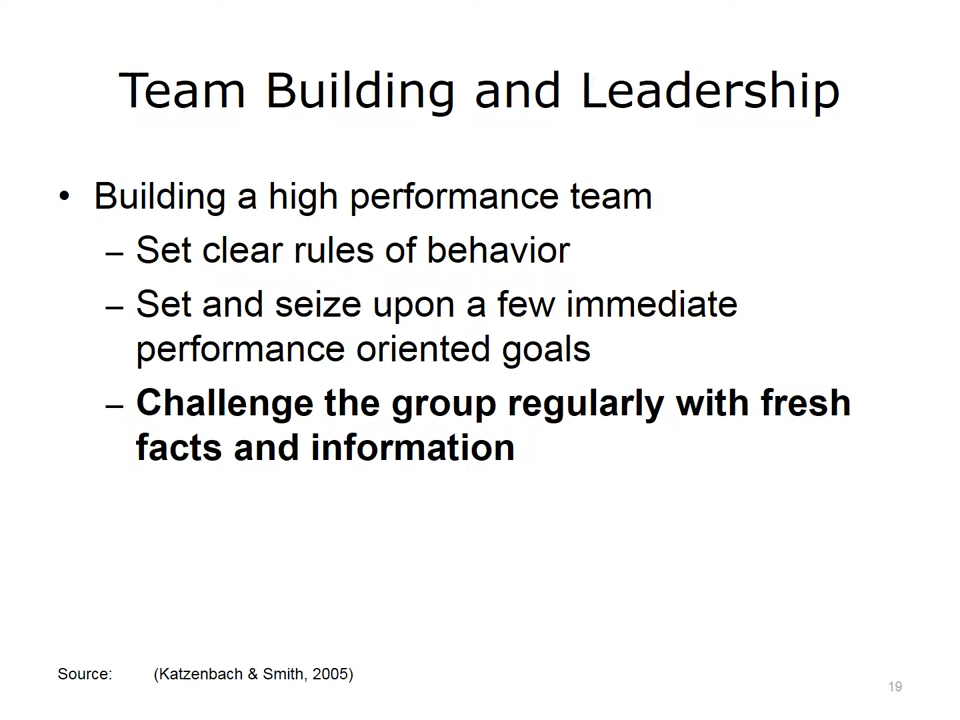 Team Building and Leadership
• Building a high performance team
– Set clear rules of behavior
– Set and seize upon a few immediate
performance oriented goals
– Challenge the group regularly with fresh
facts and information
Source: (Katzenbach & Smith, 2005)
19